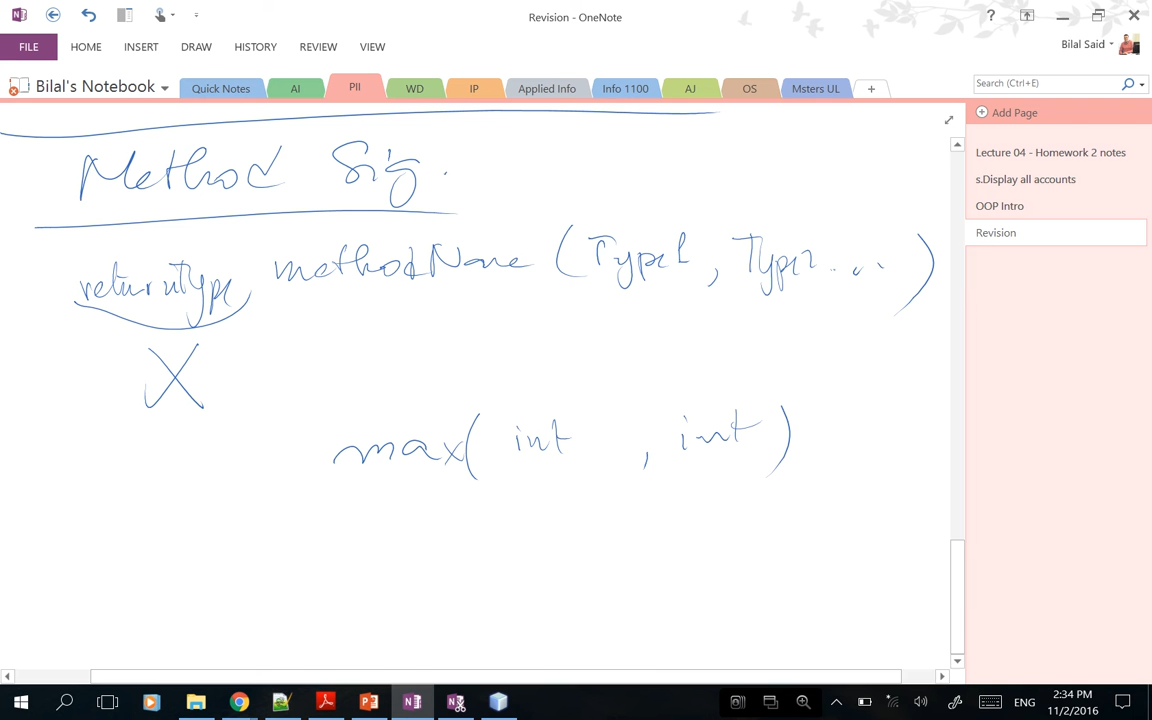 Revision - OneNote
?
FILE HOME INSERT DRAW HISTORY REVIEW VIEW
Bilal Said
Bilal's Notebook
Quick Notes AI PII WD IP Applied Info Info 1100 AJ OS Msters UL +
Search (Ctrl+E)
Add Page
Lecture 04 - Homework 2 notes
s.Display all accounts
OOP Intro
Revision
Method Sig.
returnType methodName (Type1, Type2 ... )
X
max( int , int )
ENG
2:34 PM
11/2/2016